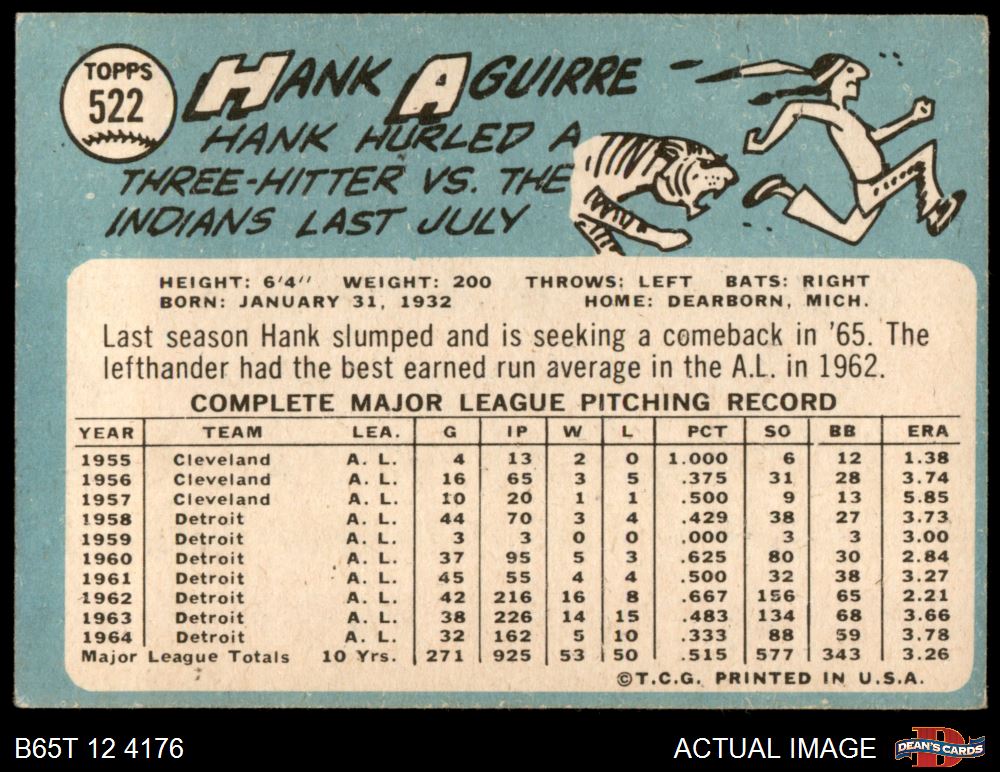 TOPPS
522
HANK AGUIRRE
HANK HURLED A
THREE-HITTER VS. THE
INDIANS LAST JULY
HEIGHT: 6'4" WEIGHT: 200 THROWS: LEFT BATS: RIGHT
BORN: JANUARY 31, 1932 HOME: DEARBORN, MICH.
Last season Hank slumped and is seeking a comeback in '65. The
lefthander had the best earned run average in the A.L. in 1962.
COMPLETE MAJOR LEAGUE PITCHING RECORD
YEAR TEAM LEA. G IP W L PCT SO BB ERA
1955 Cleveland A. L. 4 13 2 0 1.000 6 12 1.38
1956 Cleveland A. L. 16 65 3 5 .375 31 28 3.74
1957 Cleveland A. L. 10 20 1 1 .500 9 13 5.85
1958 Detroit A. L. 44 70 3 4 .429 38 27 3.73
1959 Detroit A. L. 3 3 0 0 .000 3 3 3.00
1960 Detroit A. L. 37 95 5 3 .625 80 30 2.84
1961 Detroit A. L. 45 55 4 4 .500 32 38 3.27
1962 Detroit A. L. 42 216 16 8 .667 156 65 2.21
1963 Detroit A. L. 38 226 14 15 .483 134 68 3.66
1964 Detroit A. L. 32 162 5 10 .333 88 59 3.78
Major League Totals 10 Yrs. 271 925 53 50 .515 577 343 3.26
©T.C.G. PRINTED IN U.S.A.
B65T 12 4176 ACTUAL IMAGE D DEAN'S CARDS